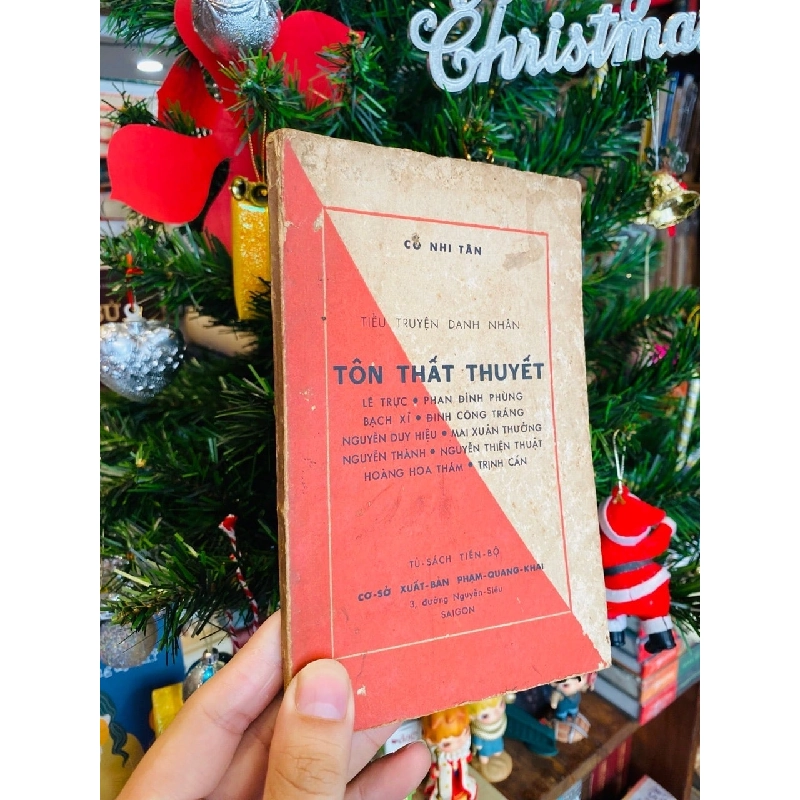 Christma
CỐ NHI TÂN
TIỂU TRUYỆN DANH NHÂN
TÔN THẤT THUYẾT
LÊ TRỰC • PHAN ĐÌNH PHÙNG
BẠCH XỈ • ĐINH CÔNG TRÁNG
NGUYỄN DUY HIỆU • MAI XUÂN THƯỞNG
NGUYỄN THÀNH • NGUYỄN THIỆN THUẬT
HOÀNG HOA THÁM • TRỊNH CẤN
TỦ-SÁCH TIẾN-BỘ
CƠ-SỞ XUẤT-BẢN PHẠM-QUANG-KHAI
3, đường Nguyễn-Siêu
SAIGON